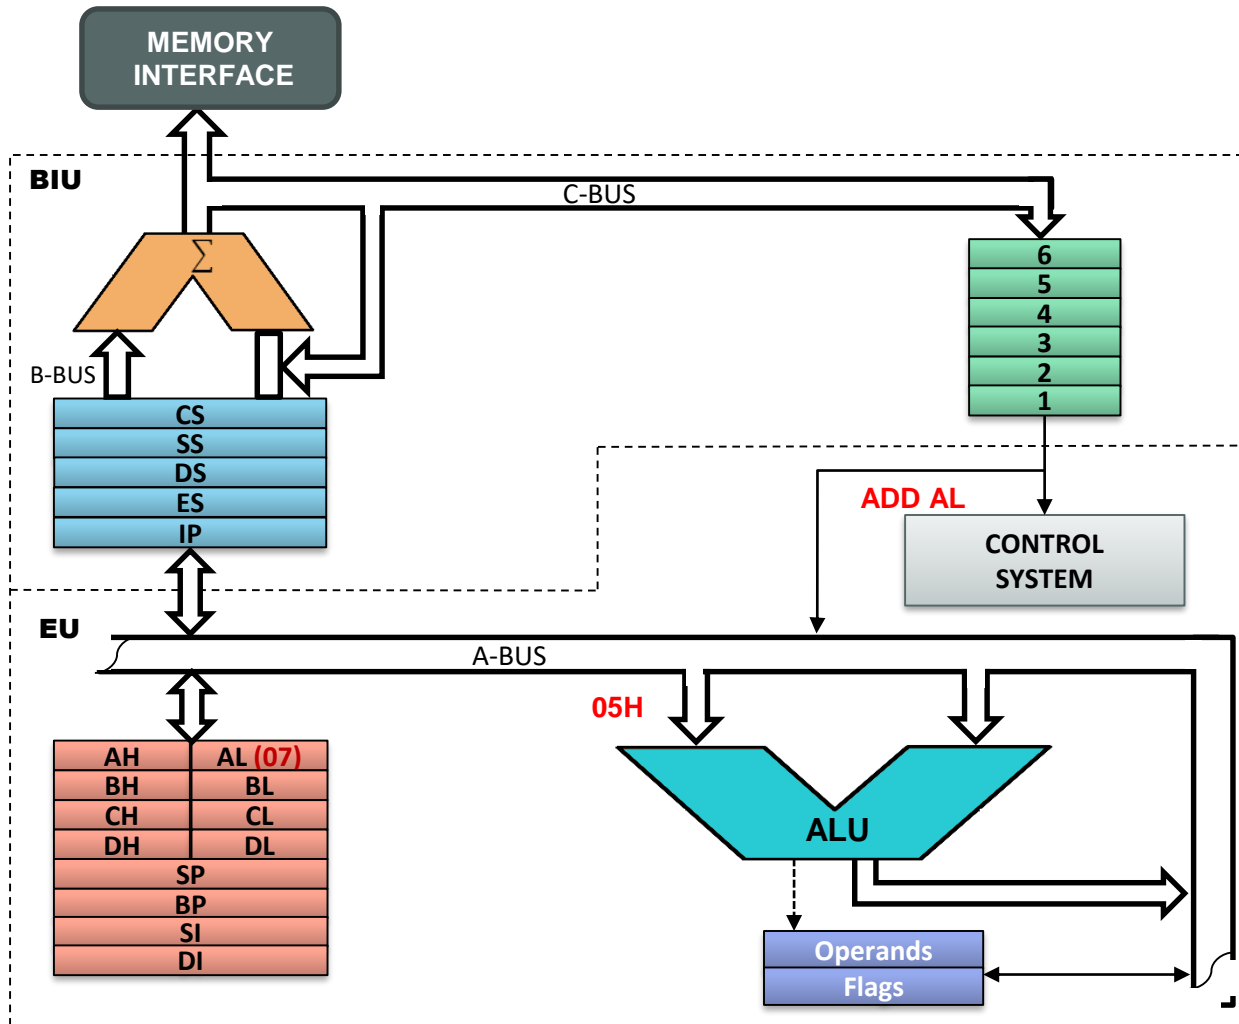 MEMORY
INTERFACE
BIU
C-BUS
Σ
6
5
4
3
2
1
B-BUS
CS
SS
DS
ES
IP
ADD AL
CONTROL
SYSTEM
EU
A-BUS
05H
AH AL (07)
BH BL
CH CL
DH DL
SP
BP
SI
DI
ALU
Operands
Flags